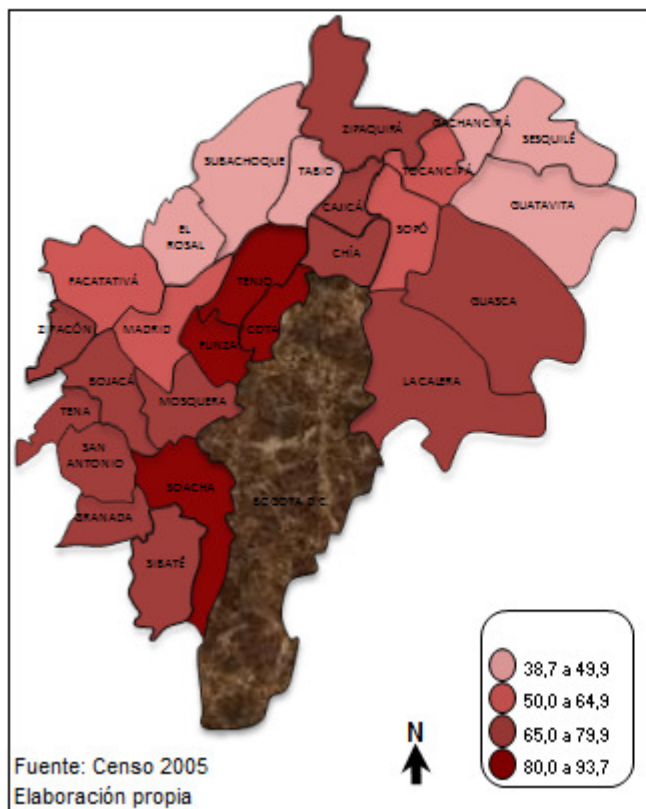 ZIPAQUIRÁ
GACHANCIPÁ
SESQUILÉ
SUBACHOQUE
TABIO
TOCANCIPÁ
CAJICÁ
GUATAVITA
EL
ROSAL
SOPÓ
CHÍA
FACATATIVÁ
TENJO
GUASCA
ZIPACÓN
MADRID
FUNZA
COTA
BOJACÁ
MOSQUERA
LA CALERA
TENA
SAN
ANTONIO
SOACHA
GRANADA
BOGOTA D.C.
SIBATÉ
38,7 a 49,9
50,0 a 64,9
65,0 a 79,9
80,0 a 93,7
N
Fuente: Censo 2005
Elaboración propia